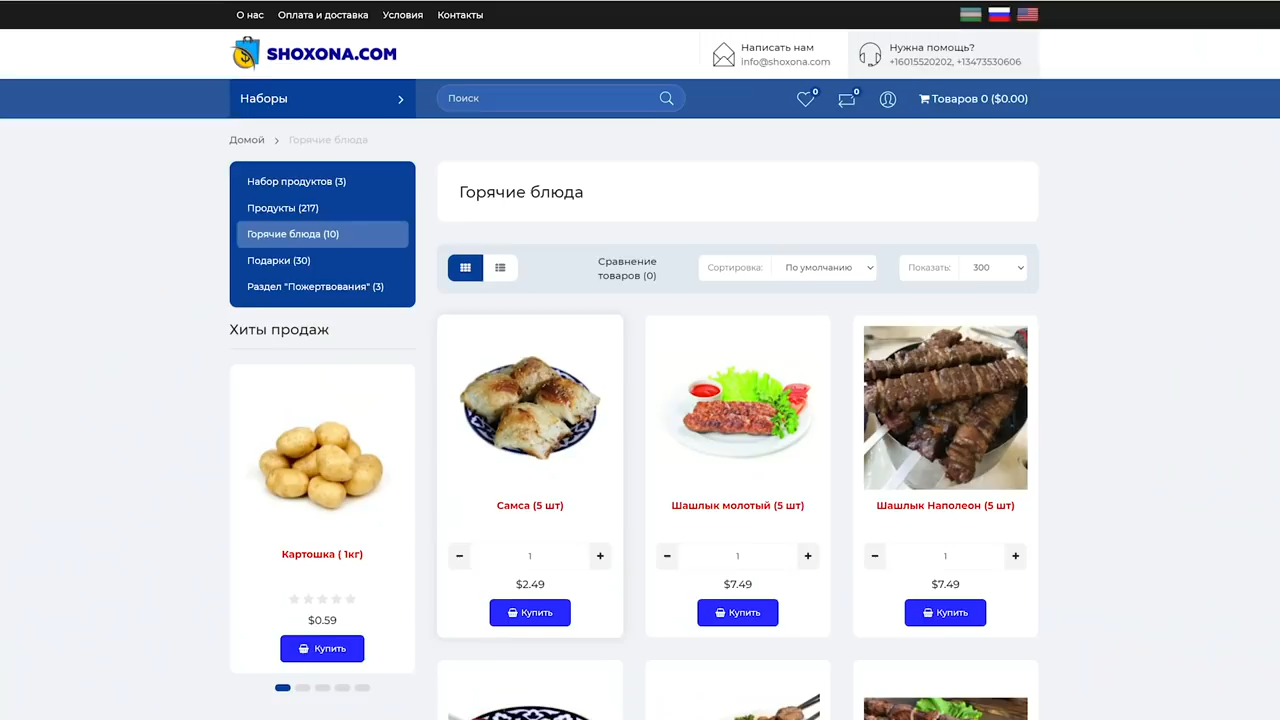 О нас Оплата и доставка Условия Контакты
SHOXONA.COM
Написать нам
info@shoxona.com
Нужна помощь?
+16015520202, +13473530606
Наборы
Поиск
0
0
Товаров 0 ($0.00)
Домой
Горячие блюда
Набор продуктов (3)
Продукты (217)
Горячие блюда (10)
Подарки (30)
Раздел "Пожертвования" (3)
Хиты продаж
Картошка ( 1кг)
$0.59
Купить
Горячие блюда
Сравнение
товаров (0)
Сортировка: По умолчанию
Показать: 300
Самса (5 шт)
− 1 +
$2.49
Купить
Шашлык молотый (5 шт)
− 1 +
$7.49
Купить
Шашлык Наполеон (5 шт)
− 1 +
$7.49
Купить